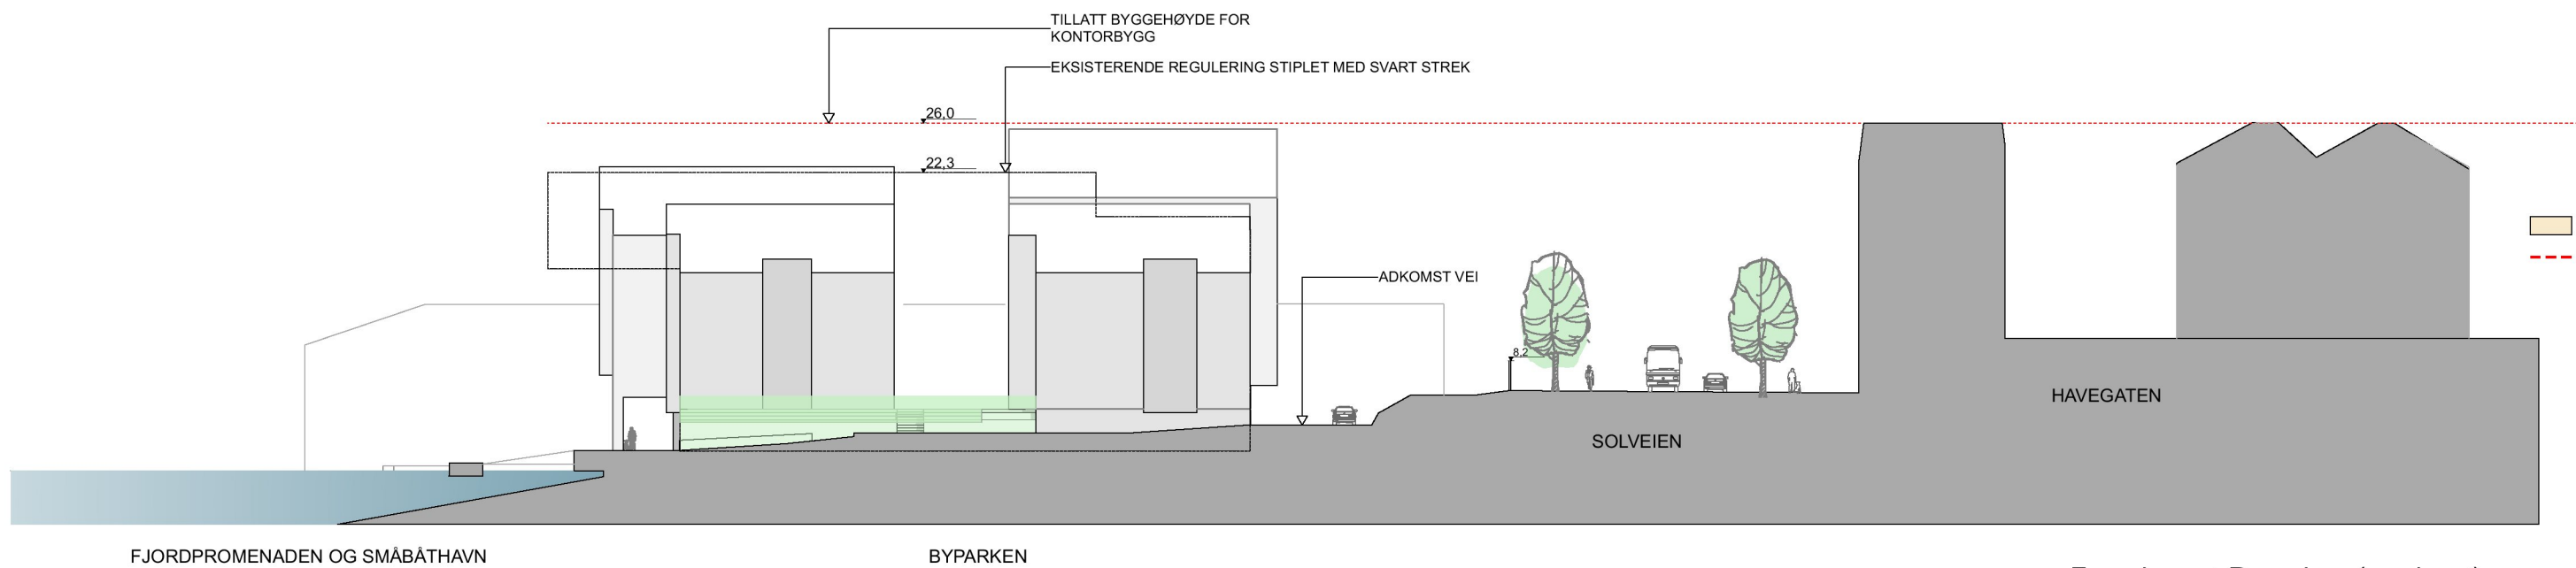 TILLATT BYGGEHØYDE FOR
KONTORBYGG
EKSISTERENDE REGULERING STIPLET MED SVART STREK
26,0
22,3
ADKOMST VEI
8.2
HAVEGATEN
SOLVEIEN
FJORDPROMENADEN OG SMÅBÅTHAVN
BYPARKEN